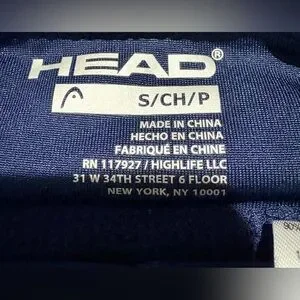 HEAD®
S/CH/P
MADE IN CHINA
HECHO EN CHINA
FABRIQUÉ EN CHINE
RN 117927 / HIGHLIFE LLC
31 W 34TH STREET 6 FLOOR
NEW YORK, NY 10001